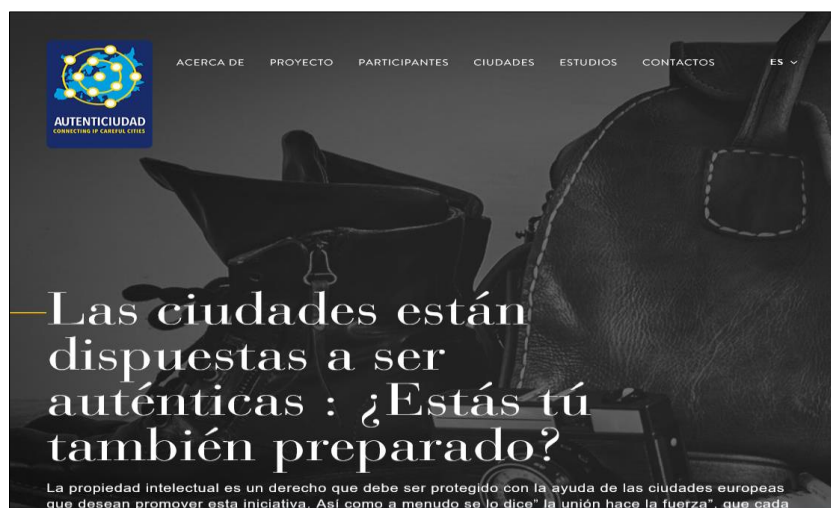 ACERCA DE PROYECTO PARTICIPANTES CIUDADES ESTUDIOS CONTACTOS ES
AUTENTICIUDAD
CONNECTING IP CAREFUL CITIES
Las ciudades están
dispuestas a ser
auténticas : ¿Estás tú
también preparado?
La propiedad intelectual es un derecho que debe ser protegido con la ayuda de las ciudades europeas
que desean promover esta iniciativa. Así como a menudo se lo dice" la unión hace la fuerza", que cada